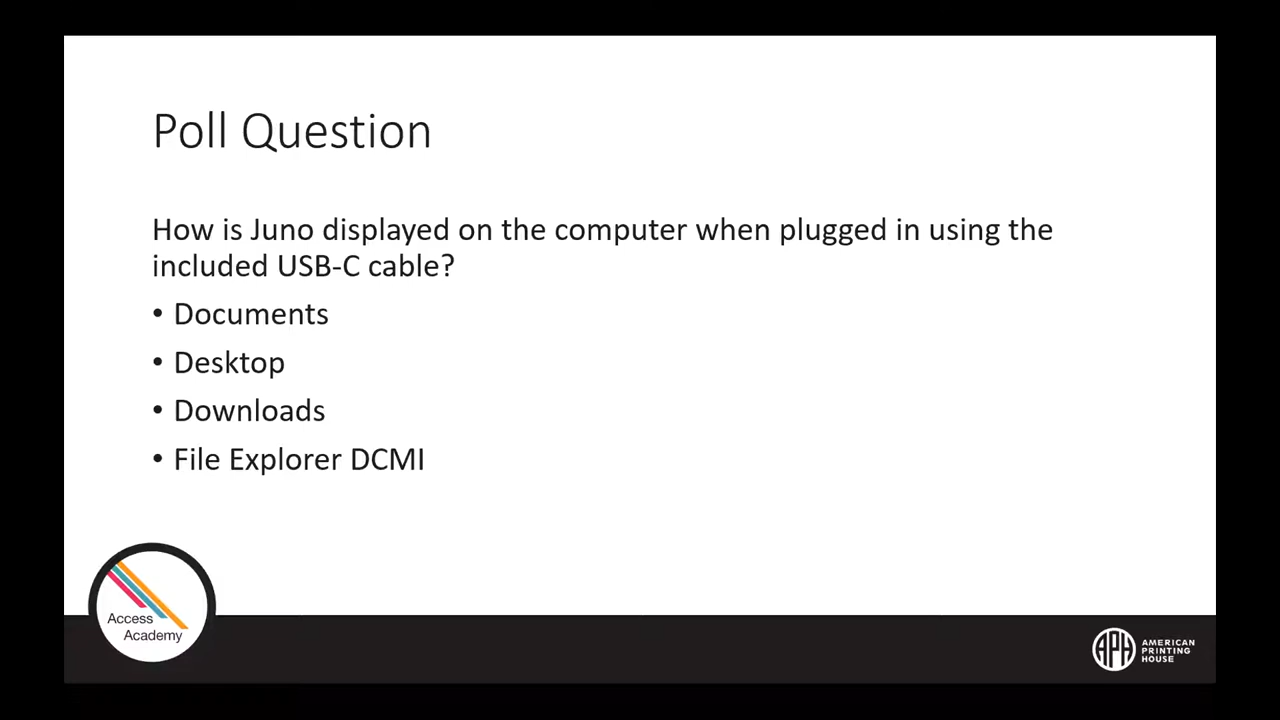 Poll Question
How is Juno displayed on the computer when plugged in using the
included USB-C cable?
• Documents
• Desktop
• Downloads
• File Explorer DCMI
Access
Academy
APH
AMERICAN
PRINTING
HOUSE